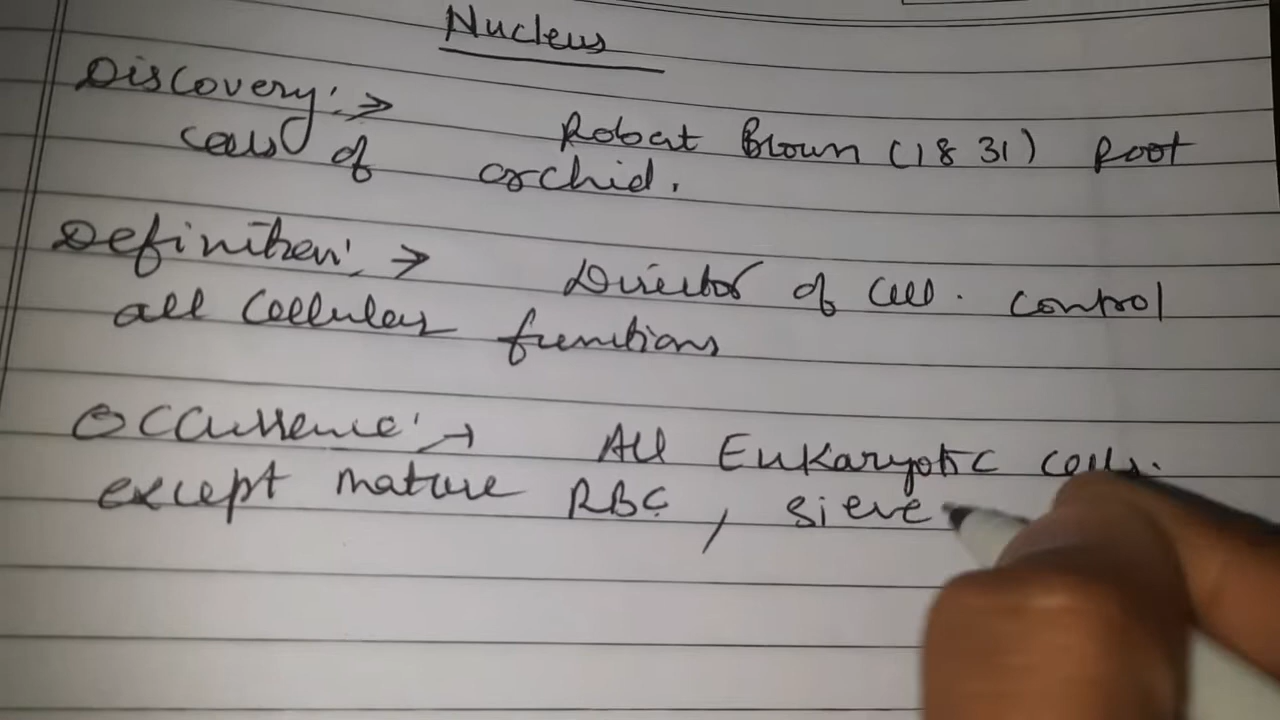 Nucleus
Discovery :→ Robert Brown (1831) Root
cells of orchid.
Definition :→ Director of Cell. control
all Cellular functions
Occurrence :→ All Eukaryotic cells.
except mature RBC, sieve